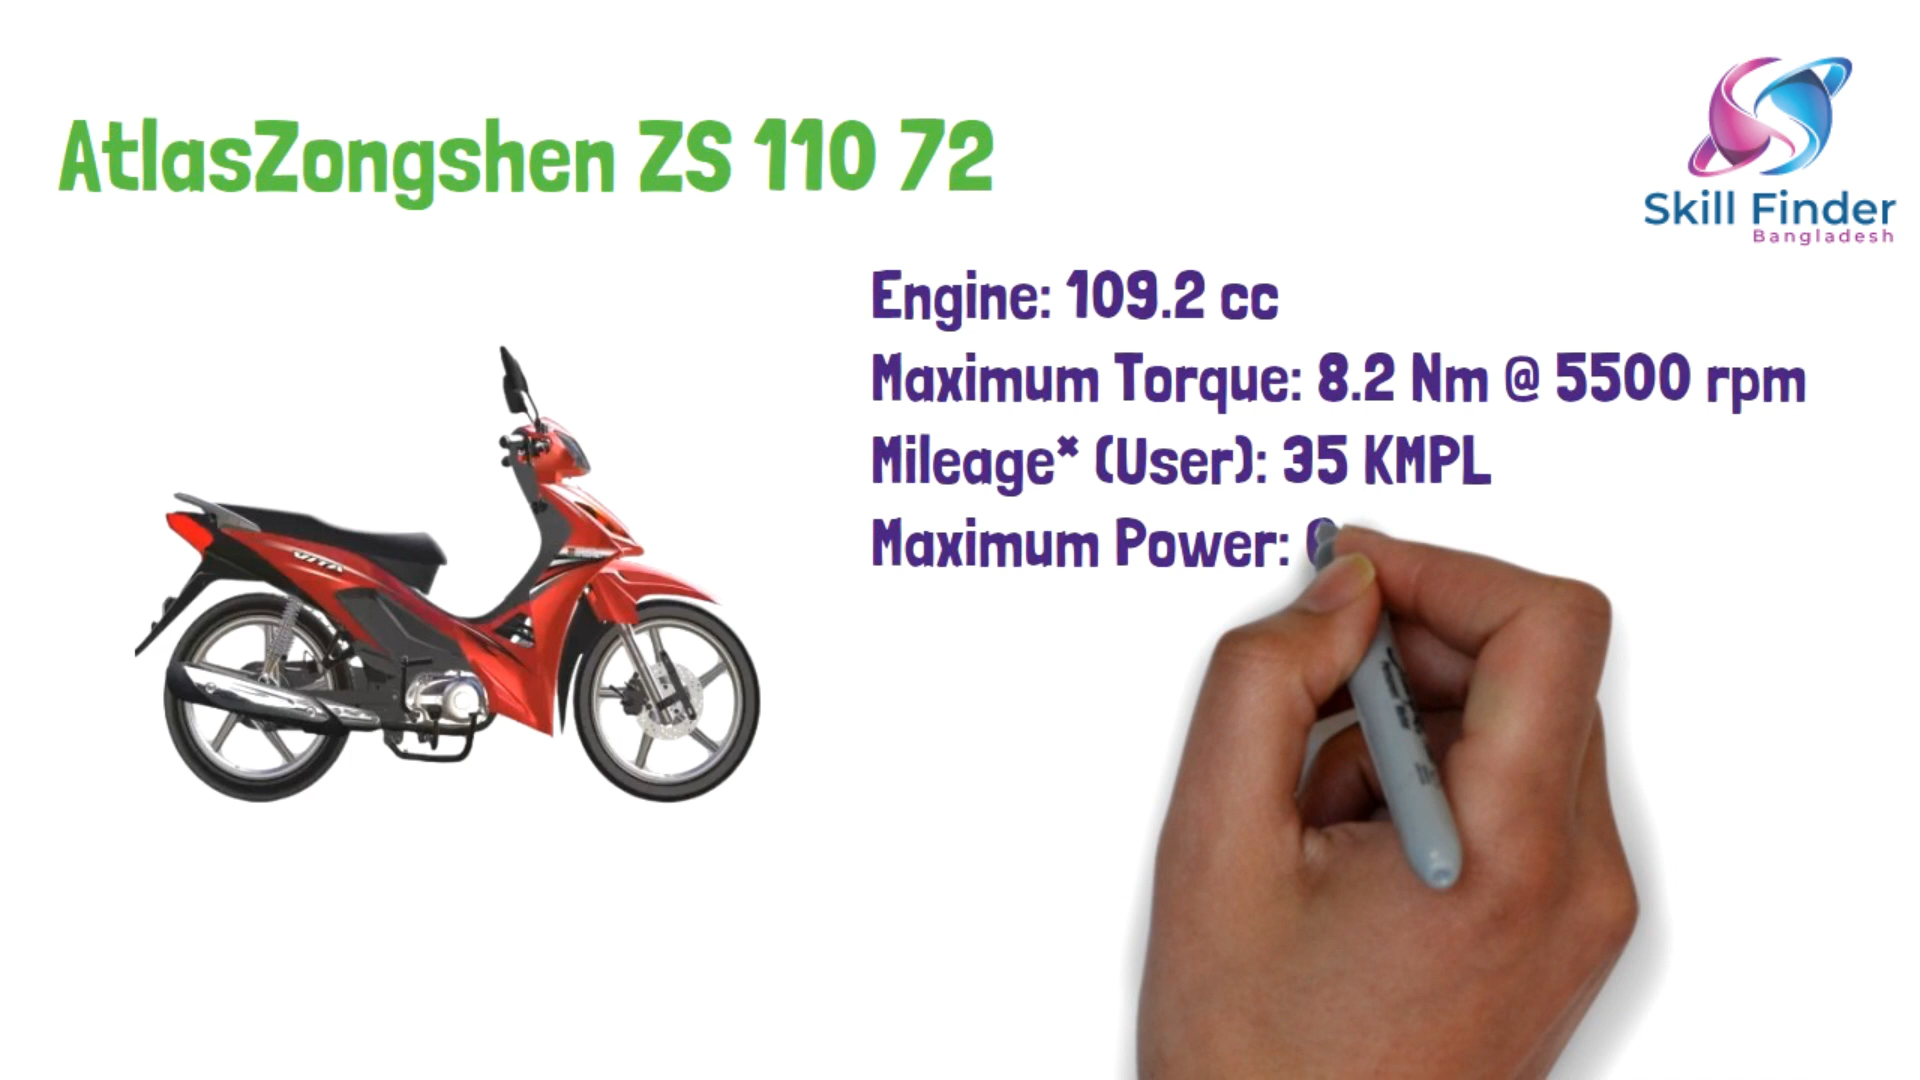 AtlasZongshen ZS 110 72
Skill Finder
Bangladesh
Engine: 109.2 cc
Maximum Torque: 8.2 Nm @ 5500 rpm
Mileage* (User): 35 KMPL
Maximum Power:
VITA